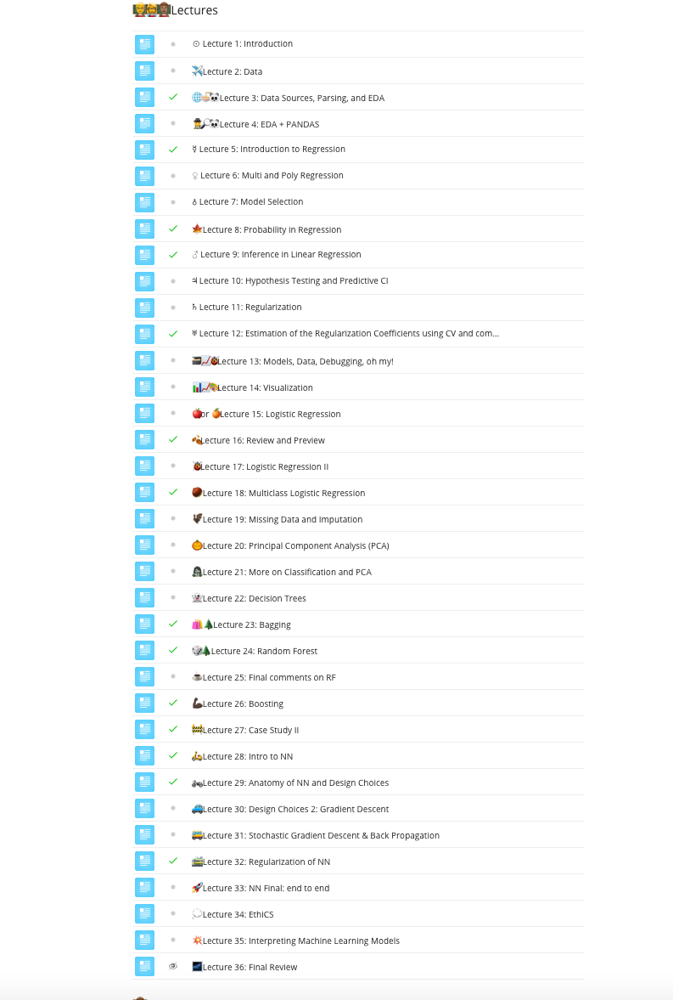 Lectures
Lecture 1: Introduction
Lecture 2: Data
Lecture 3: Data Sources, Parsing, and EDA
Lecture 4: EDA + PANDAS
☿ Lecture 5: Introduction to Regression
♀ Lecture 6: Multi and Poly Regression
♁ Lecture 7: Model Selection
Lecture 8: Probability in Regression
♂ Lecture 9: Inference in Linear Regression
♃ Lecture 10: Hypothesis Testing and Predictive CI
♄ Lecture 11: Regularization
♅ Lecture 12: Estimation of the Regularization Coefficients using CV and com...
Lecture 13: Models, Data, Debugging, oh my!
Lecture 14: Visualization
or Lecture 15: Logistic Regression
Lecture 16: Review and Preview
Lecture 17: Logistic Regression II
Lecture 18: Multiclass Logistic Regression
Lecture 19: Missing Data and Imputation
Lecture 20: Principal Component Analysis (PCA)
Lecture 21: More on Classification and PCA
Lecture 22: Decision Trees
Lecture 23: Bagging
Lecture 24: Random Forest
Lecture 25: Final comments on RF
Lecture 26: Boosting
Lecture 27: Case Study II
Lecture 28: Intro to NN
Lecture 29: Anatomy of NN and Design Choices
Lecture 30: Design Choices 2: Gradient Descent
Lecture 31: Stochastic Gradient Descent & Back Propagation
Lecture 32: Regularization of NN
Lecture 33: NN Final: end to end
Lecture 34: EthiCS
Lecture 35: Interpreting Machine Learning Models
Lecture 36: Final Review